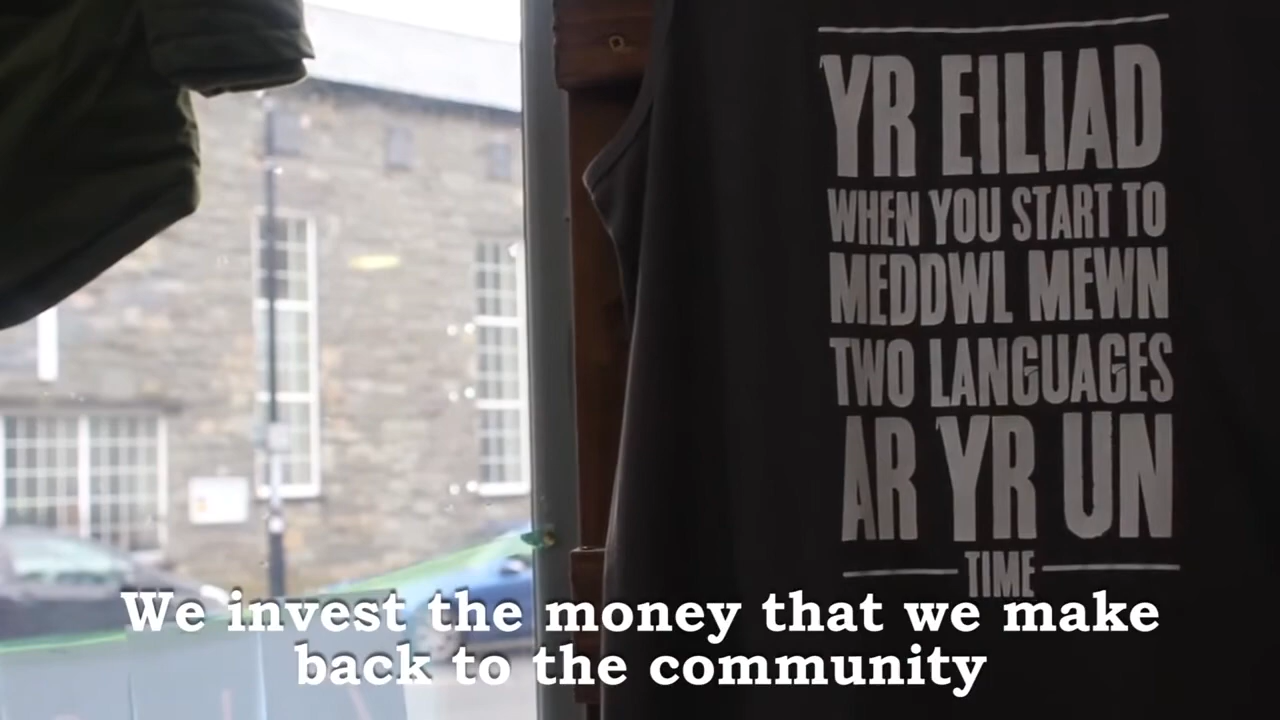 YR EILIAD
WHEN YOU START TO
MEDDWL MEWN
TWO LANGUAGES
AR YR UN
TIME
We invest the money that we make
back to the community